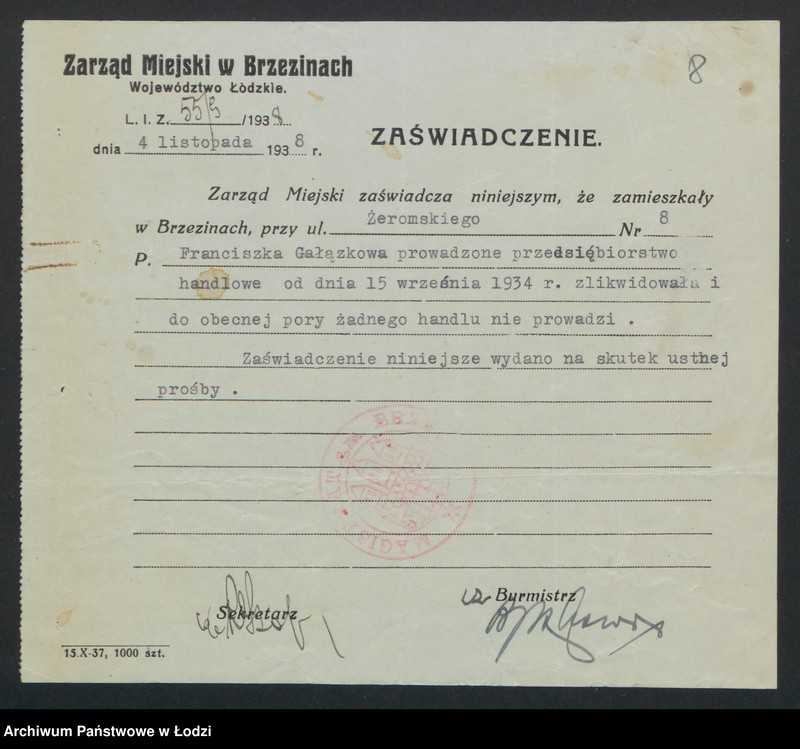 8
Zarząd Miejski w Brzezinach
Województwo Łódzkie.
L. I. Z. 55/5/1938
dnia 4 listopada 1938 r.
ZAŚWIADCZENIE.
Zarząd Miejski zaświadcza niniejszym, że zamieszkały
w Brzezinach, przy ul. Żeromskiego Nr 8
P. Franciszka Gałązkowa prowadzone przedsiębiorstwo
handlowe od dnia 15 września 1934 r. zlikwidowała i
do obecnej pory żadnego handlu nie prowadzi .
Zaświadczenie niniejsze wydano na skutek ustnej
prośby .
MAGIST
Sekretarz
wz Burmistrz
15.X-37, 1000 szt.
Archiwum Państwowe w Łodzi